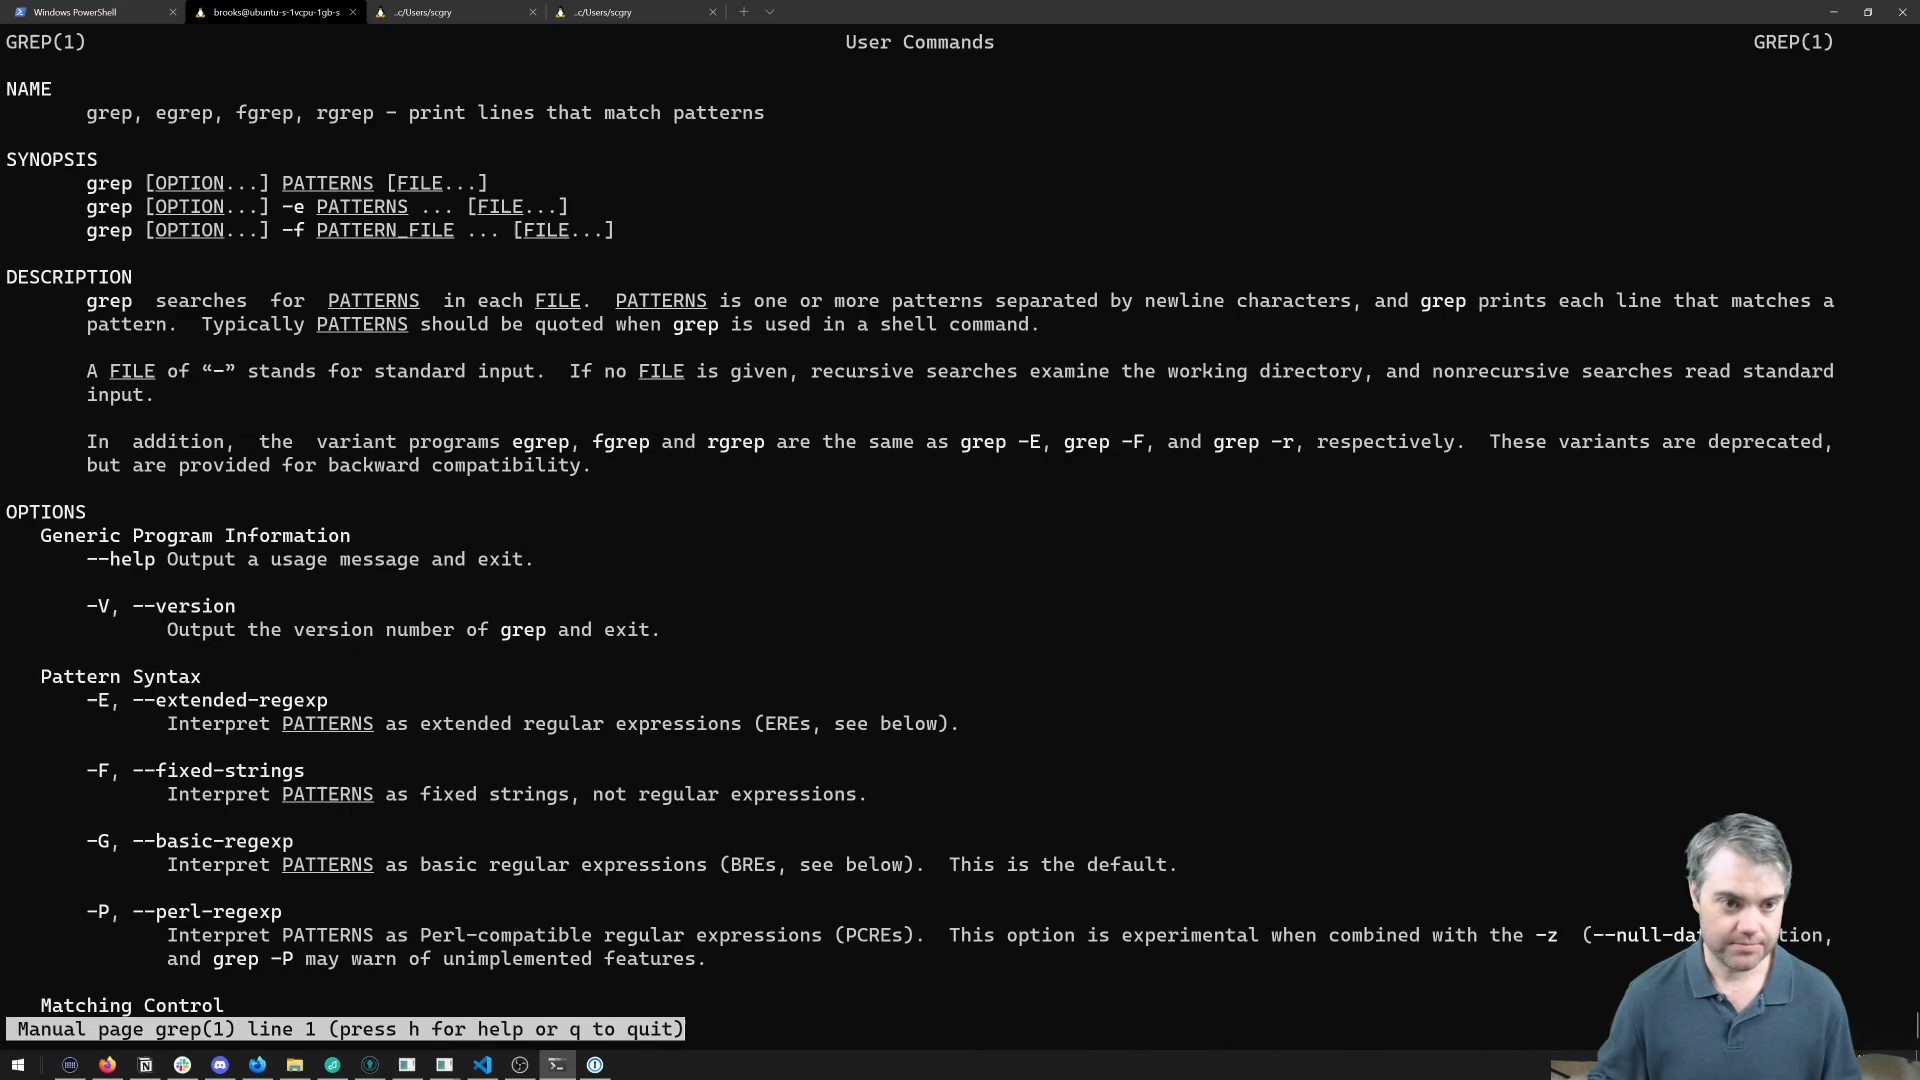 Windows PowerShell
brooks@ubuntu-s-1vcpu-1gb-s
..c/Users/scgry
..c/Users/scgry
GREP(1) User Commands GREP(1)
NAME
grep, egrep, fgrep, rgrep - print lines that match patterns
SYNOPSIS
grep [OPTION...] PATTERNS [FILE...]
grep [OPTION...] -e PATTERNS ... [FILE...]
grep [OPTION...] -f PATTERN_FILE ... [FILE...]
DESCRIPTION
grep searches for PATTERNS in each FILE. PATTERNS is one or more patterns separated by newline characters, and grep prints each line that matches a
pattern. Typically PATTERNS should be quoted when grep is used in a shell command.
A FILE of “-” stands for standard input. If no FILE is given, recursive searches examine the working directory, and nonrecursive searches read standard
input.
In addition, the variant programs egrep, fgrep and rgrep are the same as grep -E, grep -F, and grep -r, respectively. These variants are deprecated,
but are provided for backward compatibility.
OPTIONS
Generic Program Information
--help Output a usage message and exit.
-V, --version
Output the version number of grep and exit.
Pattern Syntax
-E, --extended-regexp
Interpret PATTERNS as extended regular expressions (EREs, see below).
-F, --fixed-strings
Interpret PATTERNS as fixed strings, not regular expressions.
-G, --basic-regexp
Interpret PATTERNS as basic regular expressions (BREs, see below). This is the default.
-P, --perl-regexp
Interpret PATTERNS as Perl-compatible regular expressions (PCREs). This option is experimental when combined with the -z (--null-da tion,
and grep -P may warn of unimplemented features.
Matching Control
Manual page grep(1) line 1 (press h for help or q to quit)